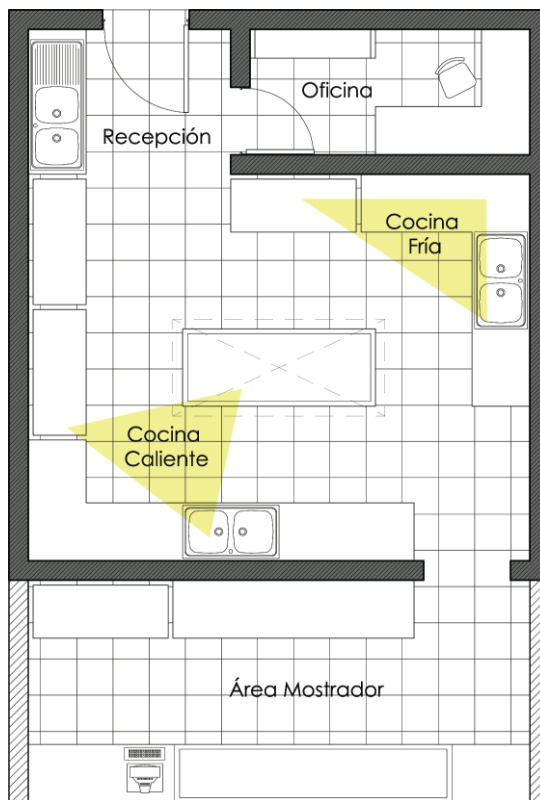 Oficina
Recepción
Cocina
Fría
Cocina
Caliente
Área Mostrador